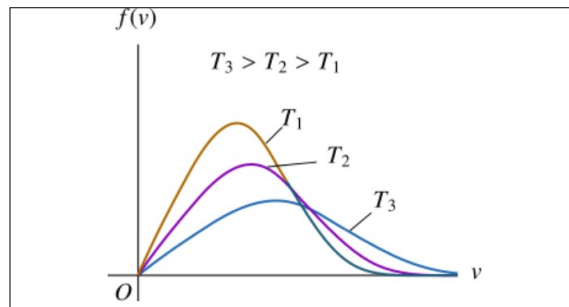 f(v)
T₃ > T₂ > T₁
T₁
T₂
T₃
v
O